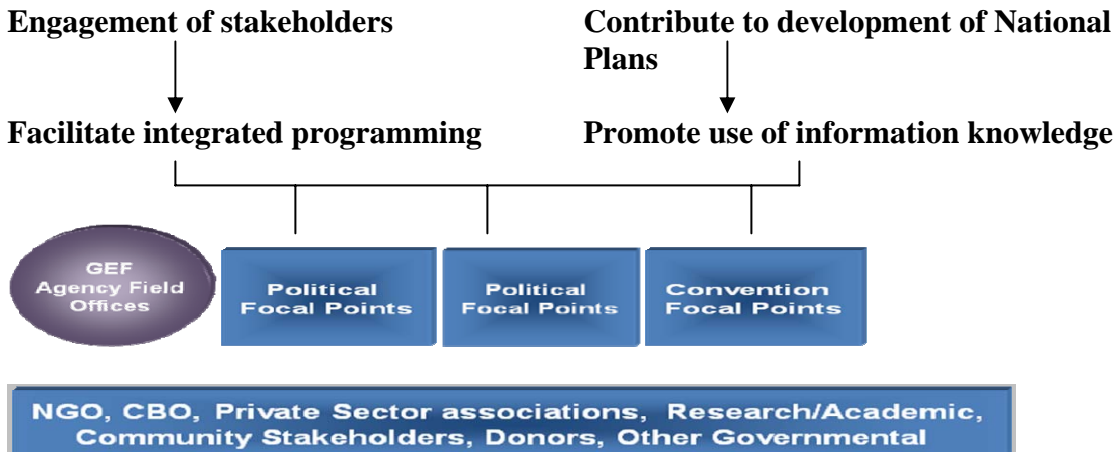 Engagement of stakeholders
Contribute to development of National
Plans
Facilitate integrated programming
Promote use of information knowledge
GEF
Agency Field
Offices
Political
Focal Points
Political
Focal Points
Convention
Focal Points
NGO, CBO, Private Sector associations, Research/Academic,
Community Stakeholders, Donors, Other Governmental